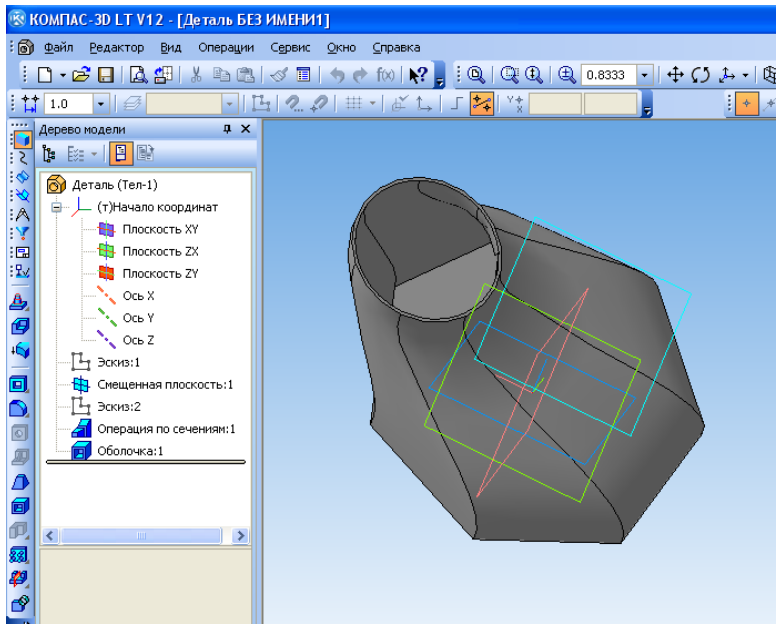 КОМПАС-3D LT V12 - [Деталь БЕЗ ИМЕНИ1]
Файл Редактор Вид Операции Сервис Окно Справка
0.8333
1.0
Дерево модели
Деталь (Тел-1)
(т)Начало координат
Плоскость XY
Плоскость ZX
Плоскость ZY
Ось X
Ось Y
Ось Z
Эскиз:1
Смещенная плоскость:1
Эскиз:2
Операция по сечениям:1
Оболочка:1